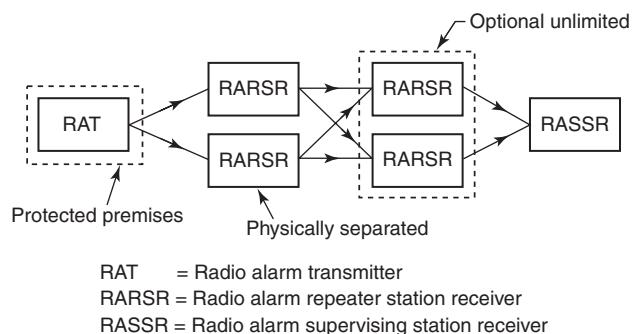 Optional unlimited
RAT
RARSR
RARSR
RASSR
RARSR
RARSR
Protected premises
Physically separated
RAT = Radio alarm transmitter
RARSR = Radio alarm repeater station receiver
RASSR = Radio alarm supervising station receiver